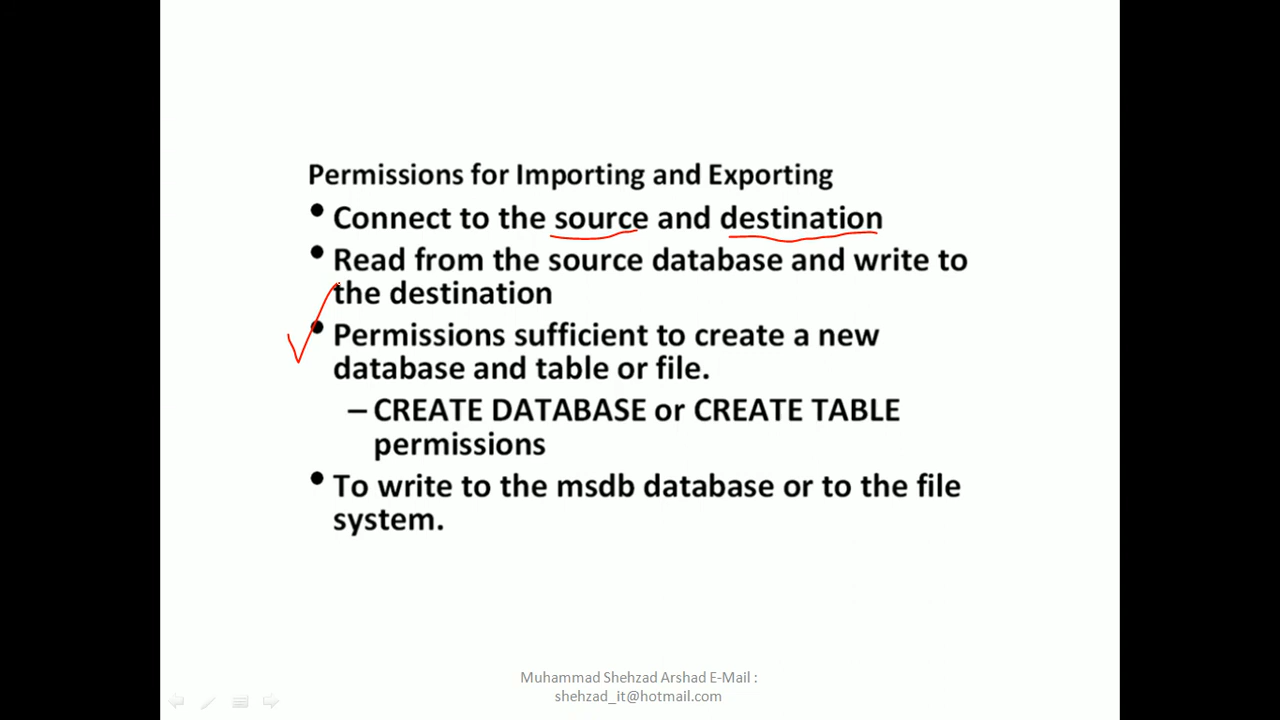 Permissions for Importing and Exporting
• Connect to the source and destination
• Read from the source database and write to
the destination
• Permissions sufficient to create a new
database and table or file.
– CREATE DATABASE or CREATE TABLE
permissions
• To write to the msdb database or to the file
system.
Muhammad Shehzad Arshad E-Mail :
shehzad_it@hotmail.com